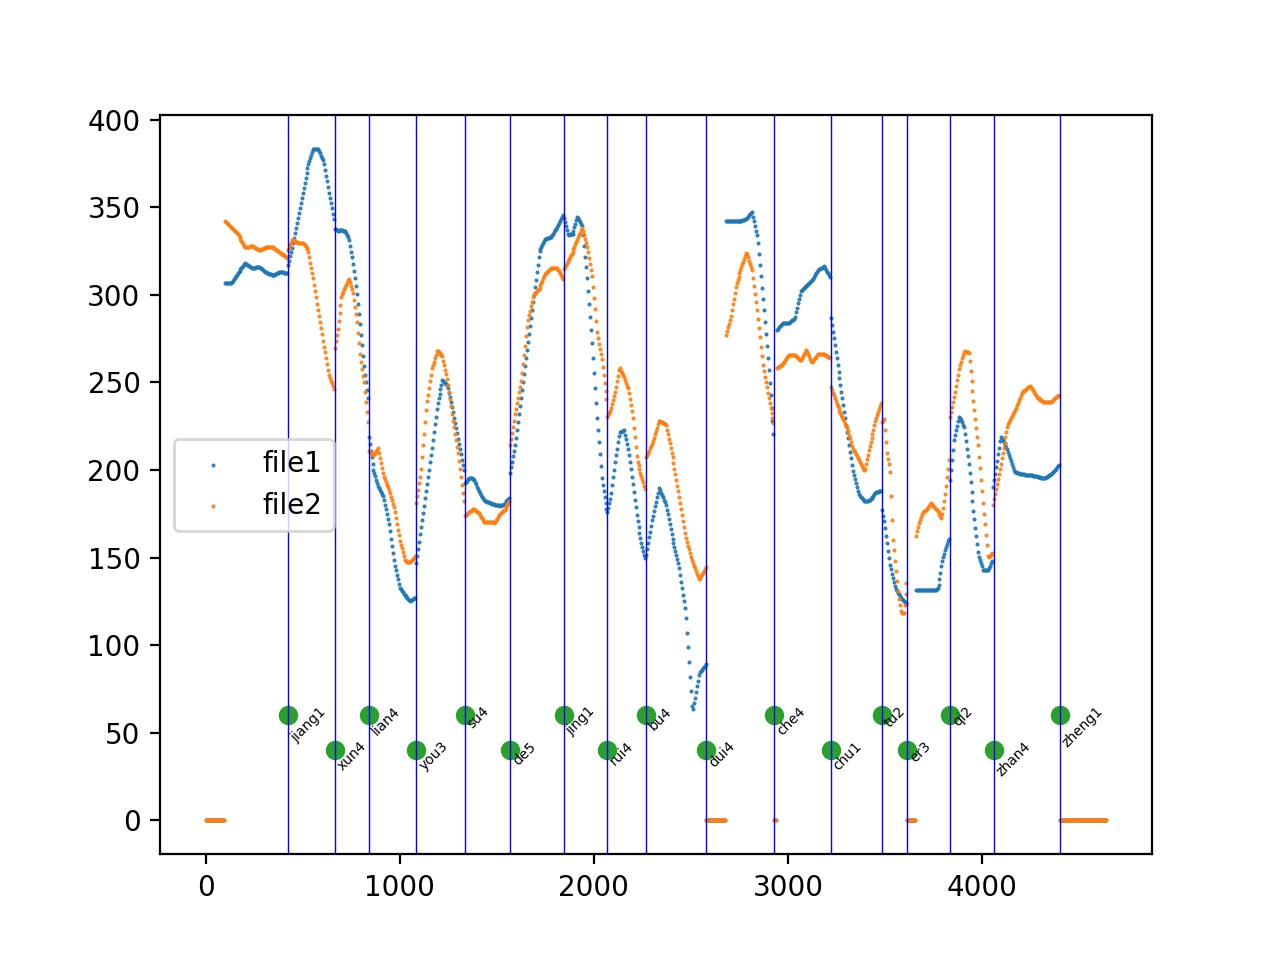 400
350
300
250
200
150
100
50
0
file1
file2
jiang1
xun4
lian4
you3
su4
de5
jing1
rui4
bu4
dui4
che4
chu1
tu2
er3
qi2
zhan4
zheng1
0
1000
2000
3000
4000